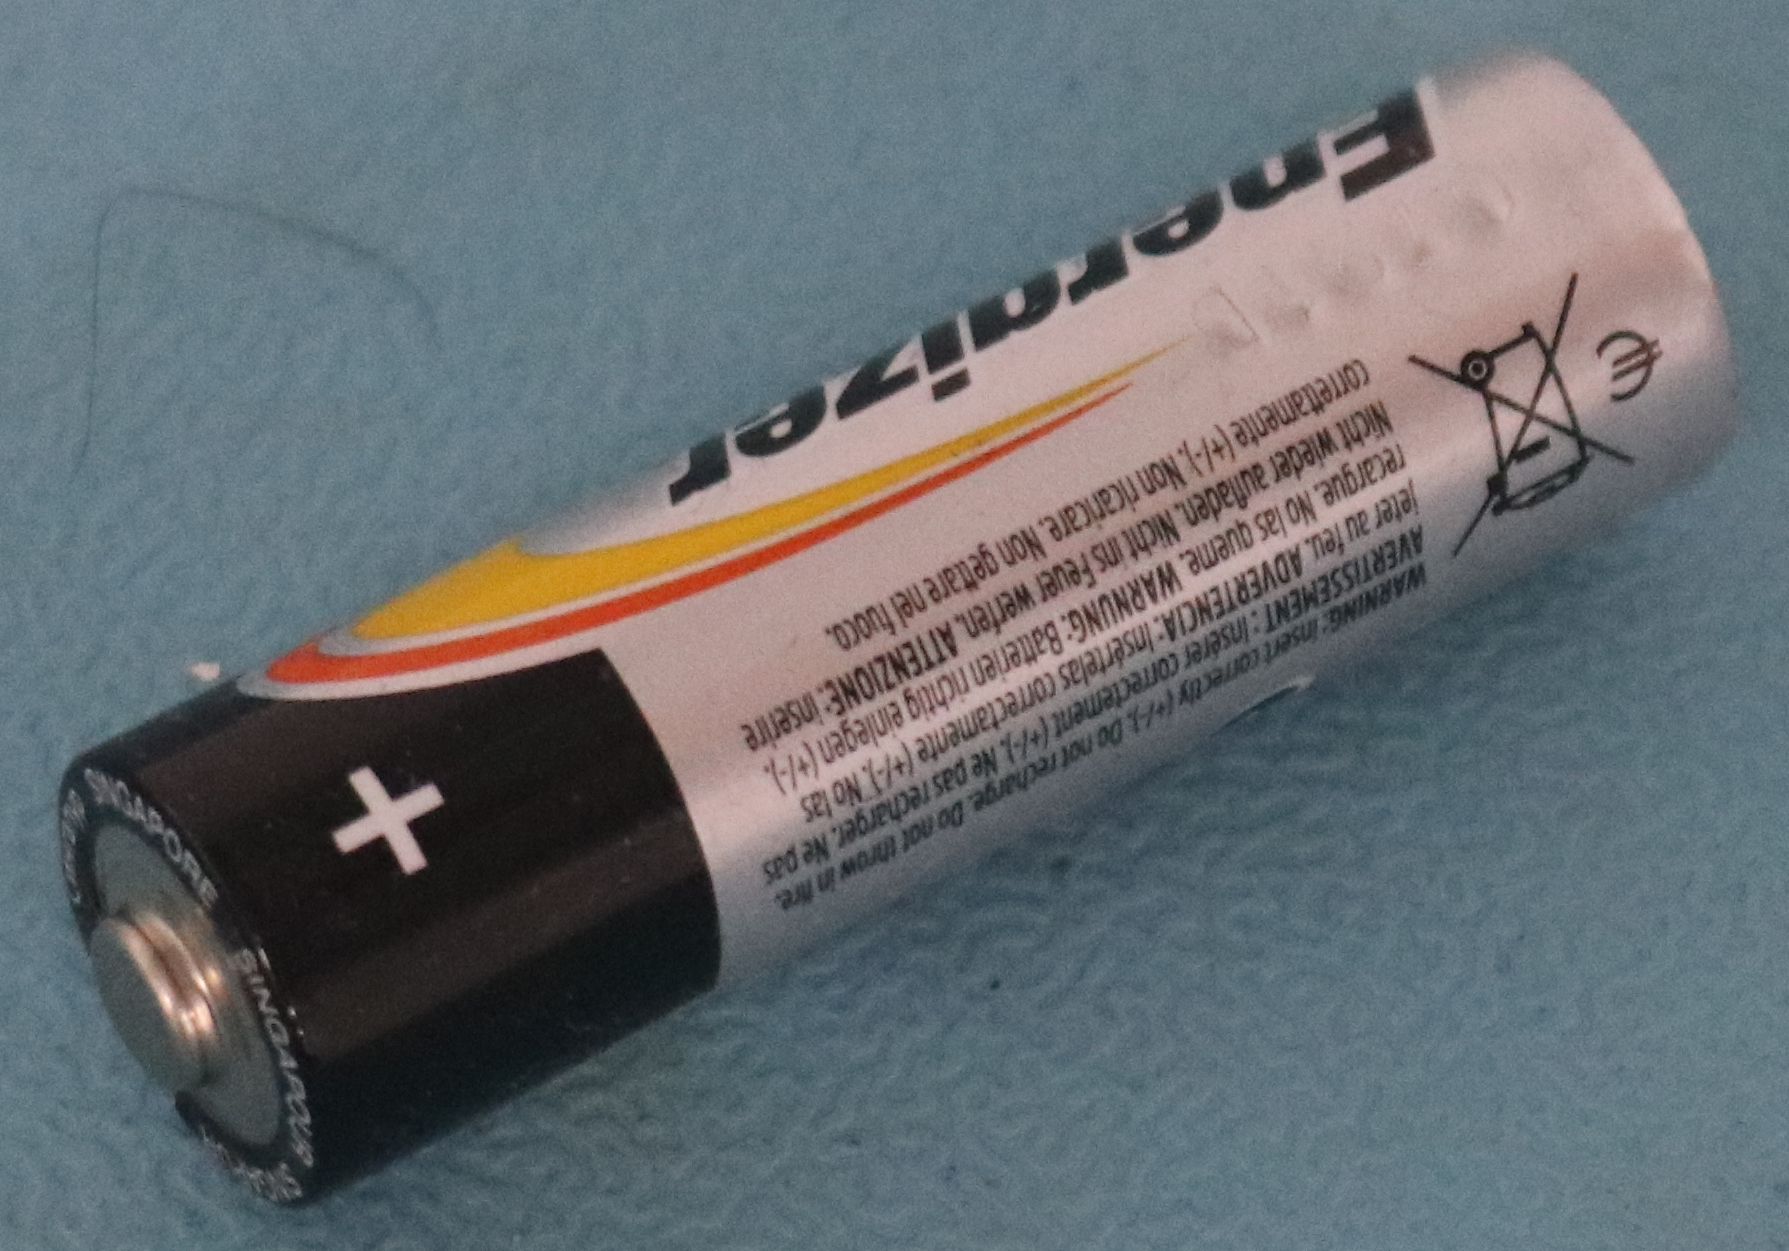 Energizer
WARNING: Insert correctly (+/-). Do not recharge. Do not throw in fire.
AVERTISSEMENT : Insérer correctement (+/-). Ne pas recharger. Ne pas
jeter au feu. ADVERTENCIA: Insértelas correctamente (+/-). No las
recargue. No las queme. WARNUNG: Batterien richtig einlegen (+/-).
Nicht wieder aufladen. Nicht ins Feuer werfen. ATTENZIONE: Inserire
correttamente (+/-). Non ricaricare. Non gettare nel fuoco.
+
SINGAPORE
SINGAPOUR